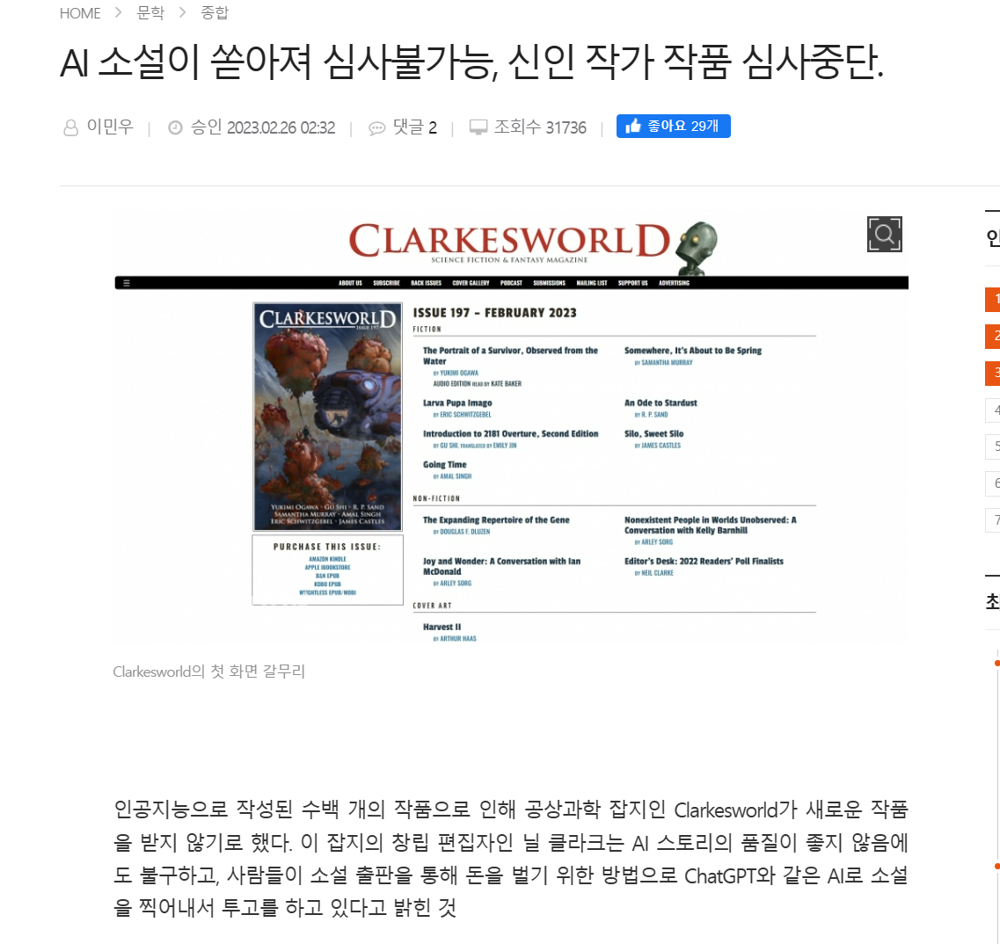 HOME > 문학 > 종합
AI 소설이 쏟아져 심사불가능, 신인 작가 작품 심사중단.
이민우 | 승인 2023.02.26 02:32 | 댓글 2 | 조회수 31736 | 좋아요 29개
CLARKESWORLD
SCIENCE FICTION & FANTASY MAGAZINE
ABOUT US SUBSCRIBE BACK ISSUES COVER GALLERY PODCAST SUBMISSIONS MAILING LIST SUPPORT US ADVERTISING
CLARKESWORLD
ISSUE 197
YUKIMI OGAWA · GU SHI · R. P. SAND
SAMANTHA MURRAY · AMAL SINGH
ERIC SCHWITZGEBEL · JAMES CASTLES
PURCHASE THIS ISSUE:
AMAZON KINDLE
APPLE IBOOKSTORE
B&N EPUB
KOBO EPUB
WEIGHTLESS EPUB/MOBI
ISSUE 197 – FEBRUARY 2023
FICTION
The Portrait of a Survivor, Observed from the
Water
BY YUKIMI OGAWA
AUDIO EDITION READ BY KATE BAKER
Somewhere, It's About to Be Spring
BY SAMANTHA MURRAY
Larva Pupa Imago
BY ERIC SCHWITZGEBEL
An Ode to Stardust
BY R. P. SAND
Introduction to 2181 Overture, Second Edition
BY GU SHI, TRANSLATED BY EMILY JIN
Silo, Sweet Silo
BY JAMES CASTLES
Going Time
BY AMAL SINGH
NON-FICTION
The Expanding Repertoire of the Gene
BY DOUGLAS F. DLUZEN
Nonexistent People in Worlds Unobserved: A
Conversation with Kelly Barnhill
BY ARLEY SORG
Joy and Wonder: A Conversation with Ian
McDonald
BY ARLEY SORG
Editor's Desk: 2022 Readers' Poll Finalists
BY NEIL CLARKE
COVER ART
Harvest II
BY ARTHUR HAAS
Clarkesworld의 첫 화면 갈무리
인공지능으로 작성된 수백 개의 작품으로 인해 공상과학 잡지인 Clarkesworld가 새로운 작품
을 받지 않기로 했다. 이 잡지의 창립 편집자인 닐 클라크는 AI 스토리의 품질이 좋지 않음에
도 불구하고, 사람들이 소설 출판을 통해 돈을 벌기 위한 방법으로 ChatGPT와 같은 AI로 소설
을 찍어내서 투고를 하고 있다고 밝힌 것
1
2
3
4
5
6
7
최